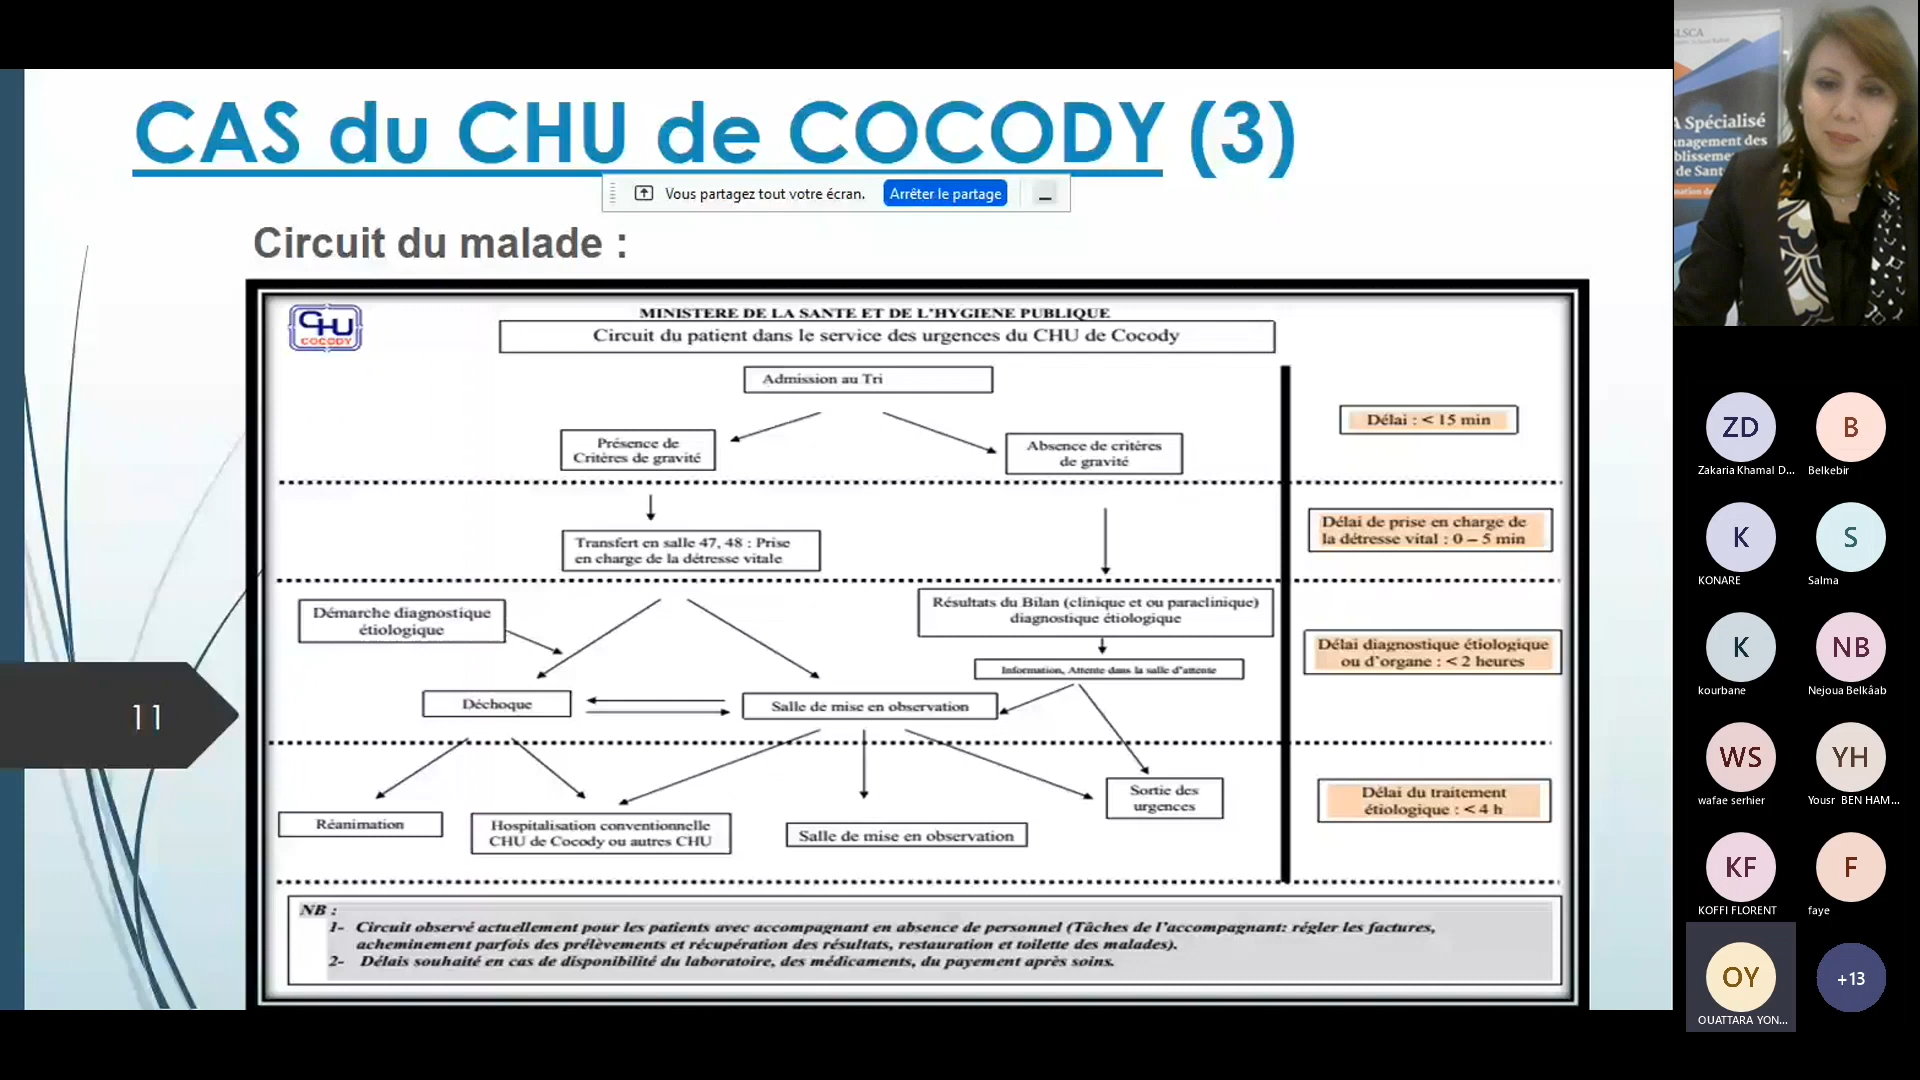 CAS du CHU de COCODY (3)
Vous partagez tout votre écran.
Arrêter le partage
Circuit du malade :
CHU
COCODY
MINISTERE DE LA SANTE ET DE L'HYGIENE PUBLIQUE
Circuit du patient dans le service des urgences du CHU de Cocody
Admission au Tri
Délai : < 15 min
Présence de
Critères de gravité
Absence de critères
de gravité
Transfert en salle 47, 48 : Prise
en charge de la détresse vitale
Délai de prise en charge de
la détresse vital : 0 – 5 min
Démarche diagnostique
étiologique
Résultats du Bilan (clinique et ou paraclinique)
diagnostique étiologique
Information, Attente dans la salle d'attente
Délai diagnostique étiologique
ou d'organe : < 2 heures
Déchoque
Salle de mise en observation
11
Réanimation
Hospitalisation conventionnelle
CHU de Cocody ou autres CHU
Salle de mise en observation
Sortie des
urgences
Délai du traitement
étiologique : < 4 h
NB :
1- Circuit observé actuellement pour les patients avec accompagnant en absence de personnel (Tâches de l'accompagnant: régler les factures,
acheminement parfois des prélèvements et récupération des résultats, restauration et toilette des malades).
2- Délais souhaité en cas de disponibilité du laboratoire, des médicaments, du payement après soins.
LSCA
A Spécialisé
nagement des
blisseme
de Sant
ZD
Zakaria Khamal D...
B
Belkebir
K
KONARE
S
Salma
K
kourbane
NB
Nejoua Belkâab
WS
wafae serhier
YH
Yousr BEN HAM...
KF
KOFFI FLORENT
F
faye
OY
OUATTARA YON...
+13